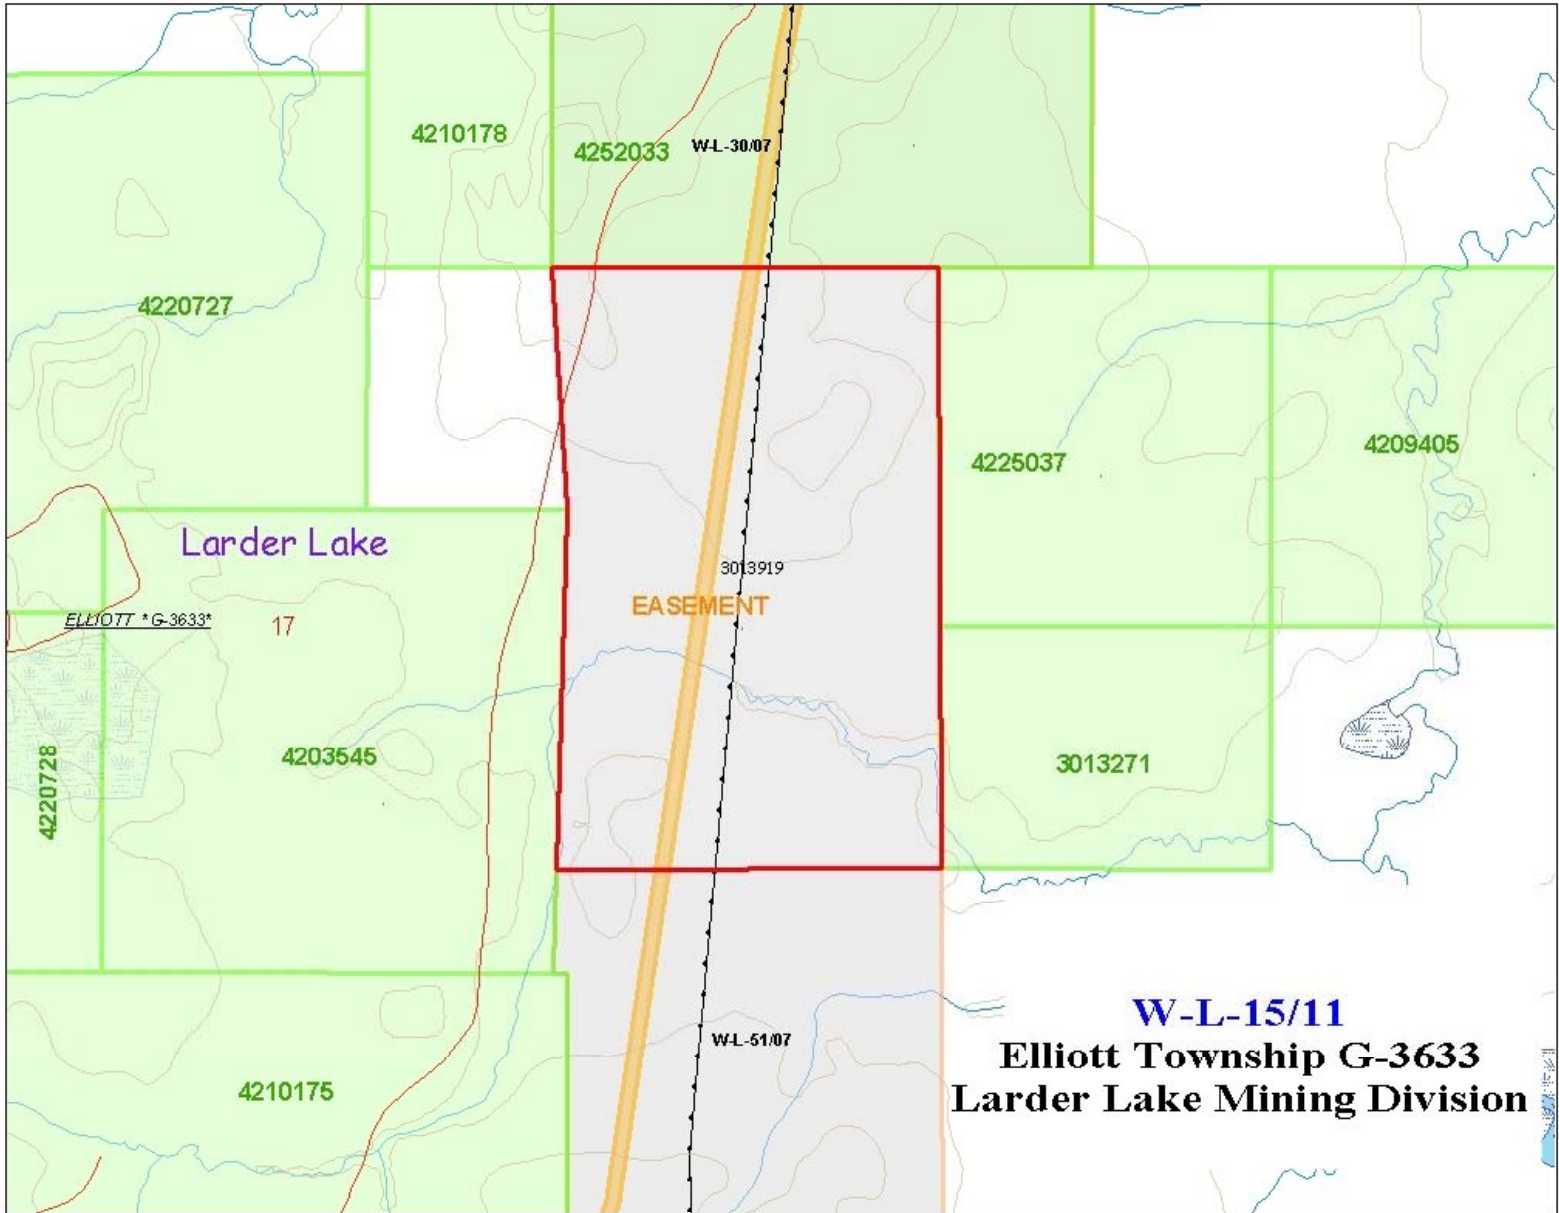 4210178
4252033
W-L-30/07
4220727
4225037
4209405
Larder Lake
3013919
EASEMENT
ELLIOTT *G-3633*
17
4220728
4203545
3013271
W-L-15/11
Elliott Township G-3633
Larder Lake Mining Division
W-L-51/07
4210175